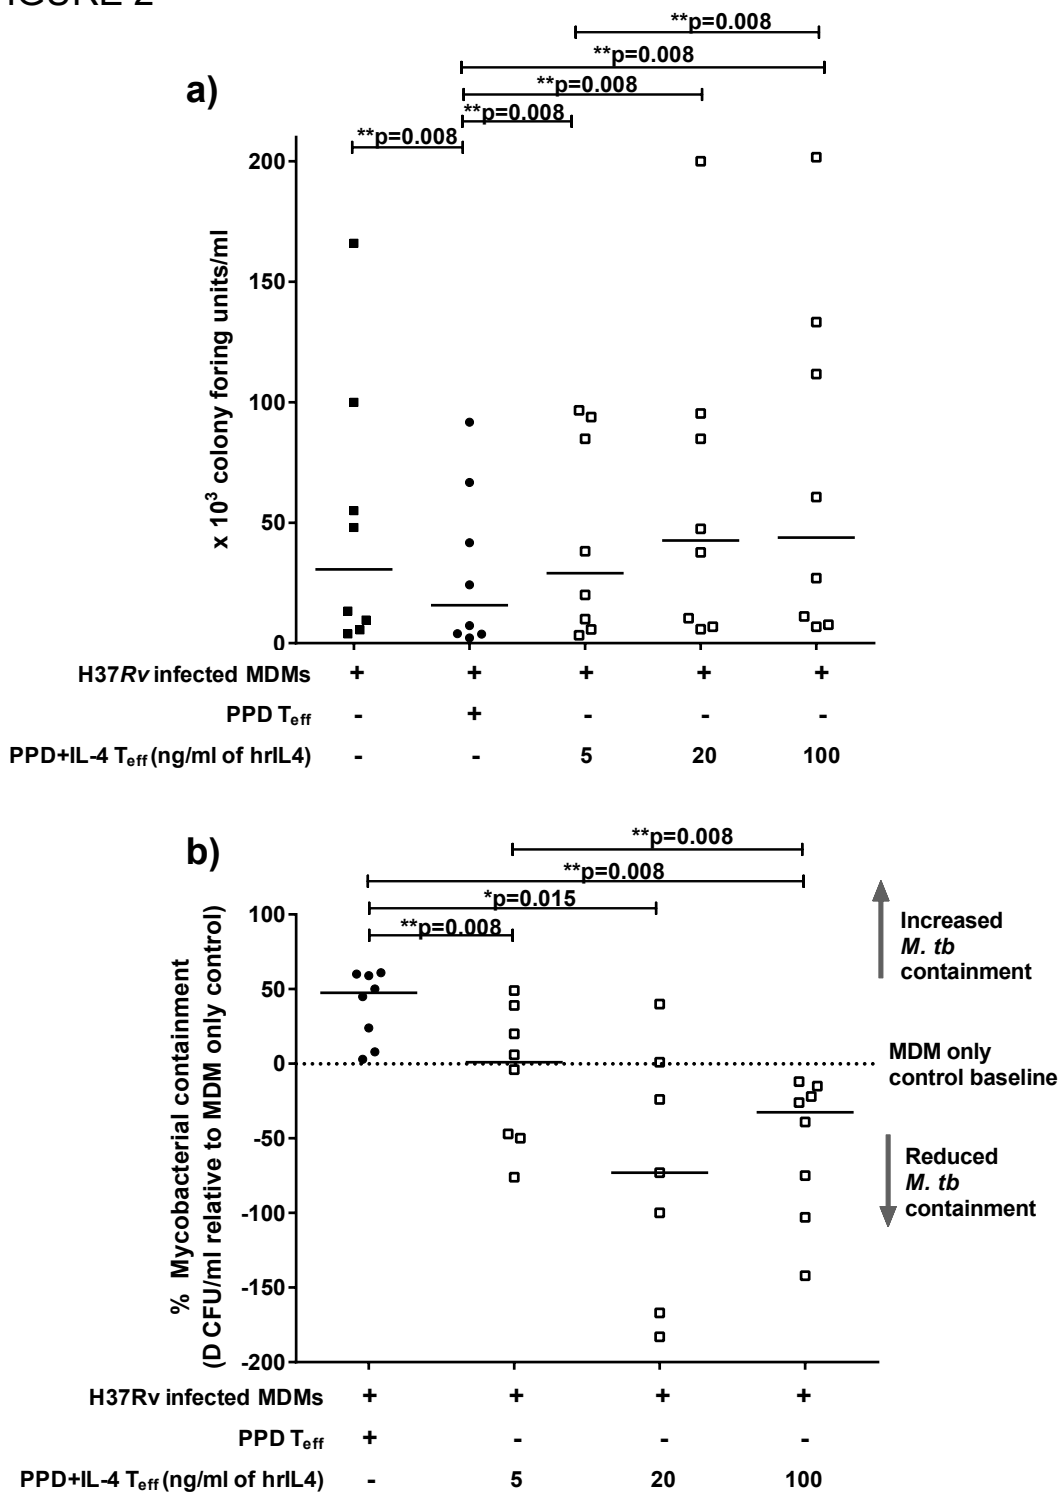 FIGURE 2
**p=0.008
**p=0.008
**p=0.008
**p=0.008
**p=0.008
a)
x 10³ colony foring units/ml
200
150
100
50
0
H37Rv infected MDMs + + + + +
PPD Teff - + - - -
PPD+IL-4 Teff (ng/ml of hrIL4) - - 5 20 100
b)
**p=0.008
**p=0.008
*p=0.015
**p=0.008
% Mycobacterial containment
(D CFU/ml relative to MDM only control)
100
50
0
-50
-100
-150
-200
Increased
M. tb
containment
MDM only
control baseline
Reduced
M. tb
containment
H37Rv infected MDMs + + + +
PPD Teff + - - -
PPD+IL-4 Teff (ng/ml of hrIL4) - 5 20 100